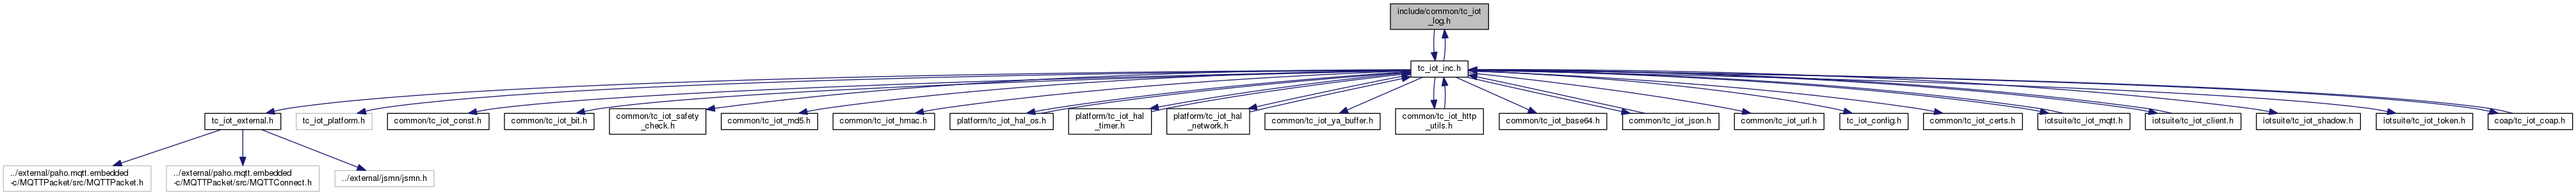 include/common/tc_iot
_log.h
tc_iot_inc.h
tc_iot_external.h
tc_iot_platform.h
common/tc_iot_const.h
common/tc_iot_bit.h
common/tc_iot_safety
_check.h
common/tc_iot_md5.h
common/tc_iot_hmac.h
platform/tc_iot_hal_os.h
platform/tc_iot_hal
_timer.h
platform/tc_iot_hal
_network.h
common/tc_iot_ya_buffer.h
common/tc_iot_http
_utils.h
common/tc_iot_base64.h
common/tc_iot_json.h
common/tc_iot_url.h
tc_iot_config.h
common/tc_iot_certs.h
iotsuite/tc_iot_mqtt.h
iotsuite/tc_iot_client.h
iotsuite/tc_iot_shadow.h
iotsuite/tc_iot_token.h
coap/tc_iot_coap.h
../external/paho.mqtt.embedded
-c/MQTTPacket/src/MQTTPacket.h
../external/paho.mqtt.embedded
-c/MQTTPacket/src/MQTTConnect.h
../external/jsmn/jsmn.h